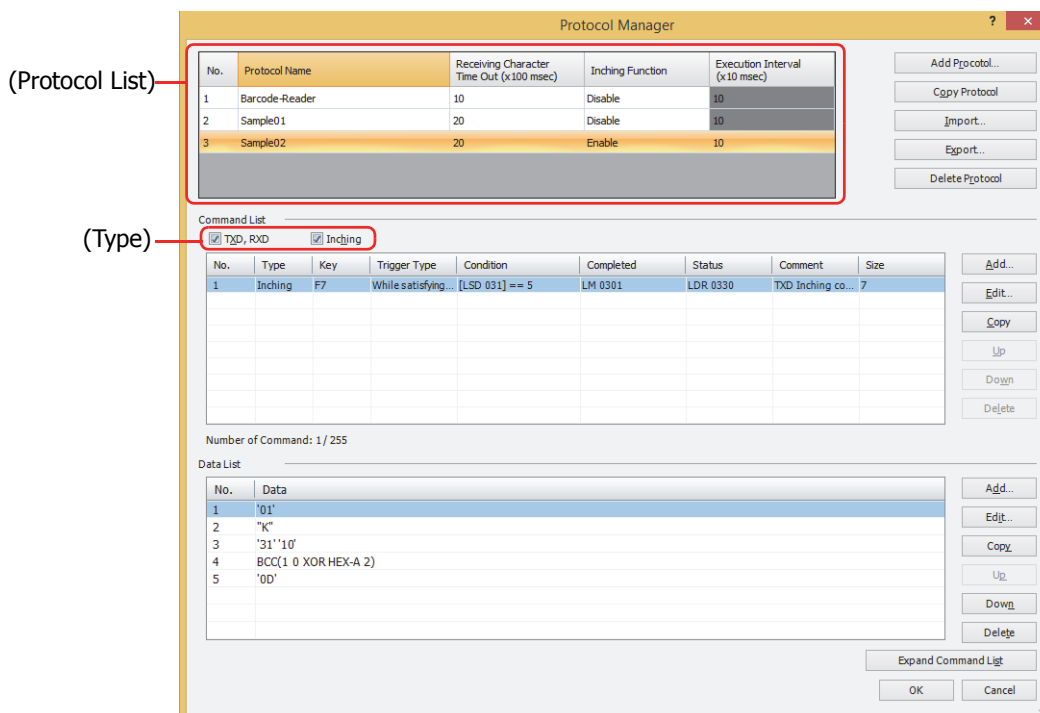 Protocol Manager
? ×
(Protocol List)
No. Protocol Name Receiving Character Time Out (x100 msec) Inching Function Execution Interval (x10 msec)
1 Barcode-Reader 10 Disable 10
2 Sample01 20 Disable 10
3 Sample02 20 Enable 10
Add Procotol...
Copy Protocol
Import...
Export...
Delete Protocol
Command List
(Type)
TXD, RXD Inching
No. Type Key Trigger Type Condition Completed Status Comment Size
1 Inching F7 While satisfying... [LSD 031] == 5 LM 0301 LDR 0330 TXD Inching co... 7
Add...
Edit...
Copy
Up
Down
Delete
Number of Command: 1 / 255
Data List
No. Data
1 '01'
2 "K"
3 '31' '10'
4 BCC(1 0 XOR HEX-A 2)
5 '0D'
Add...
Edit...
Copy
Up
Down
Delete
Expand Command List
OK Cancel